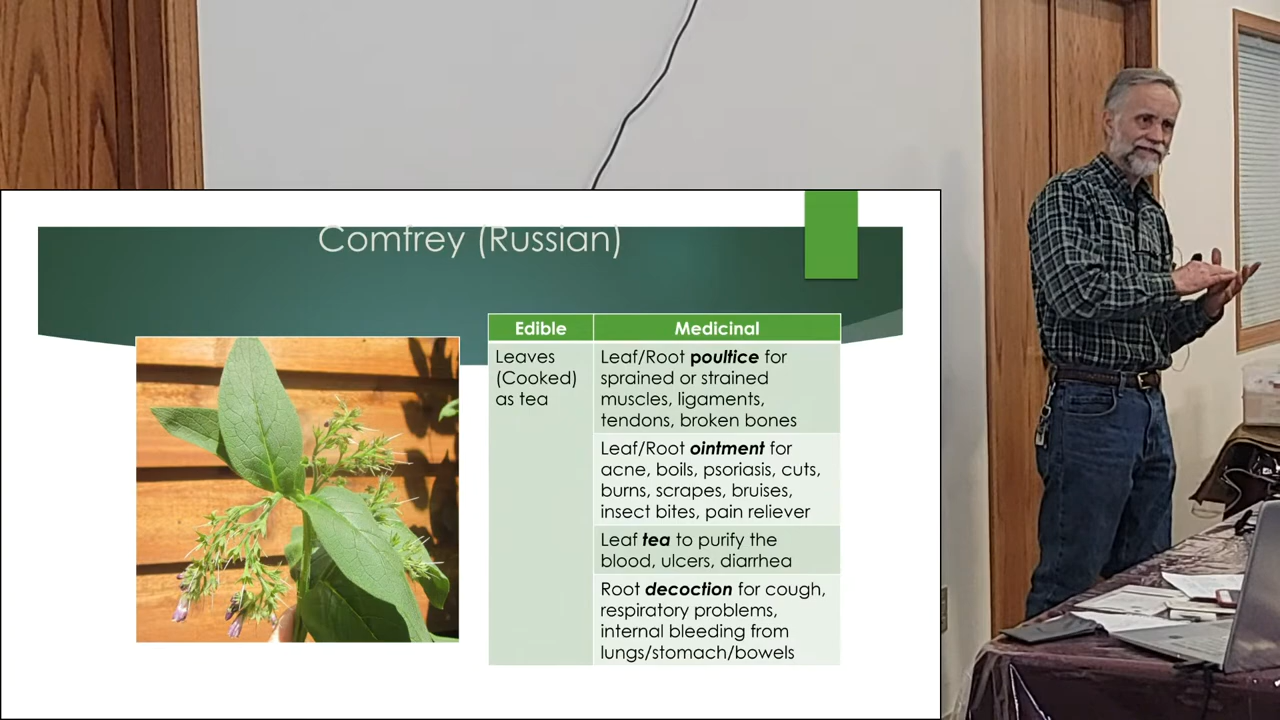 Comfrey (Russian)
Edible
Medicinal
Leaves
(Cooked)
as tea
Leaf/Root poultice for
sprained or strained
muscles, ligaments,
tendons, broken bones
Leaf/Root ointment for
acne, boils, psoriasis, cuts,
burns, scrapes, bruises,
insect bites, pain reliever
Leaf tea to purify the
blood, ulcers, diarrhea
Root decoction for cough,
respiratory problems,
internal bleeding from
lungs/stomach/bowels